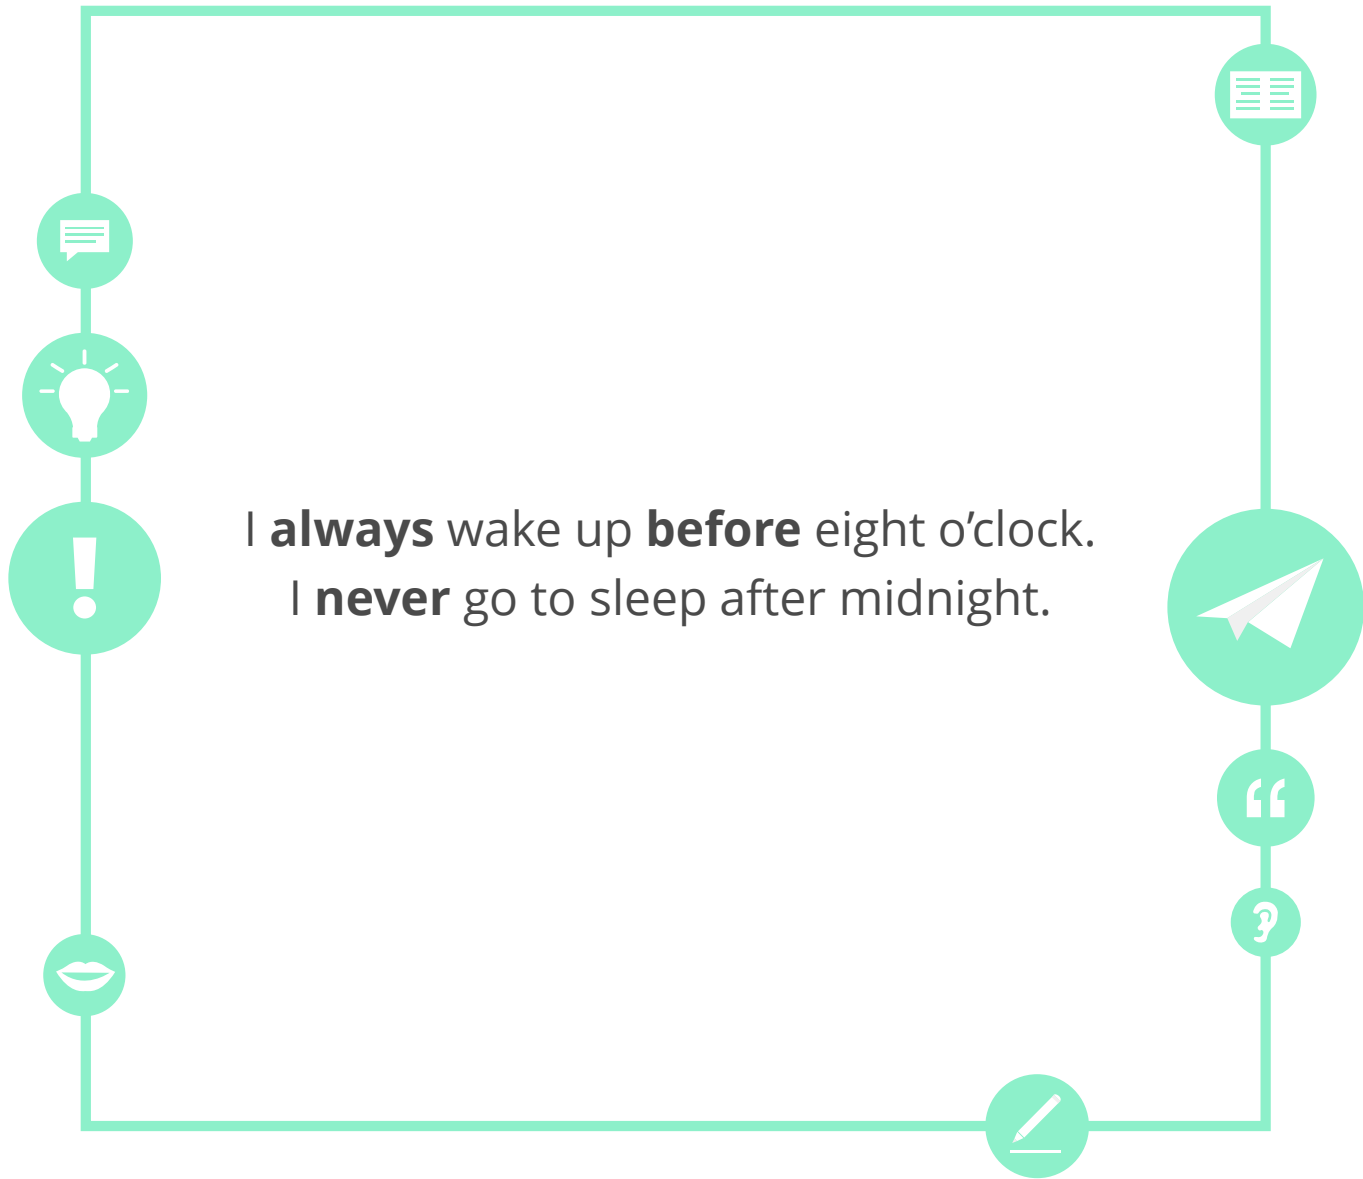 I always wake up before eight o’clock.
I never go to sleep after midnight.